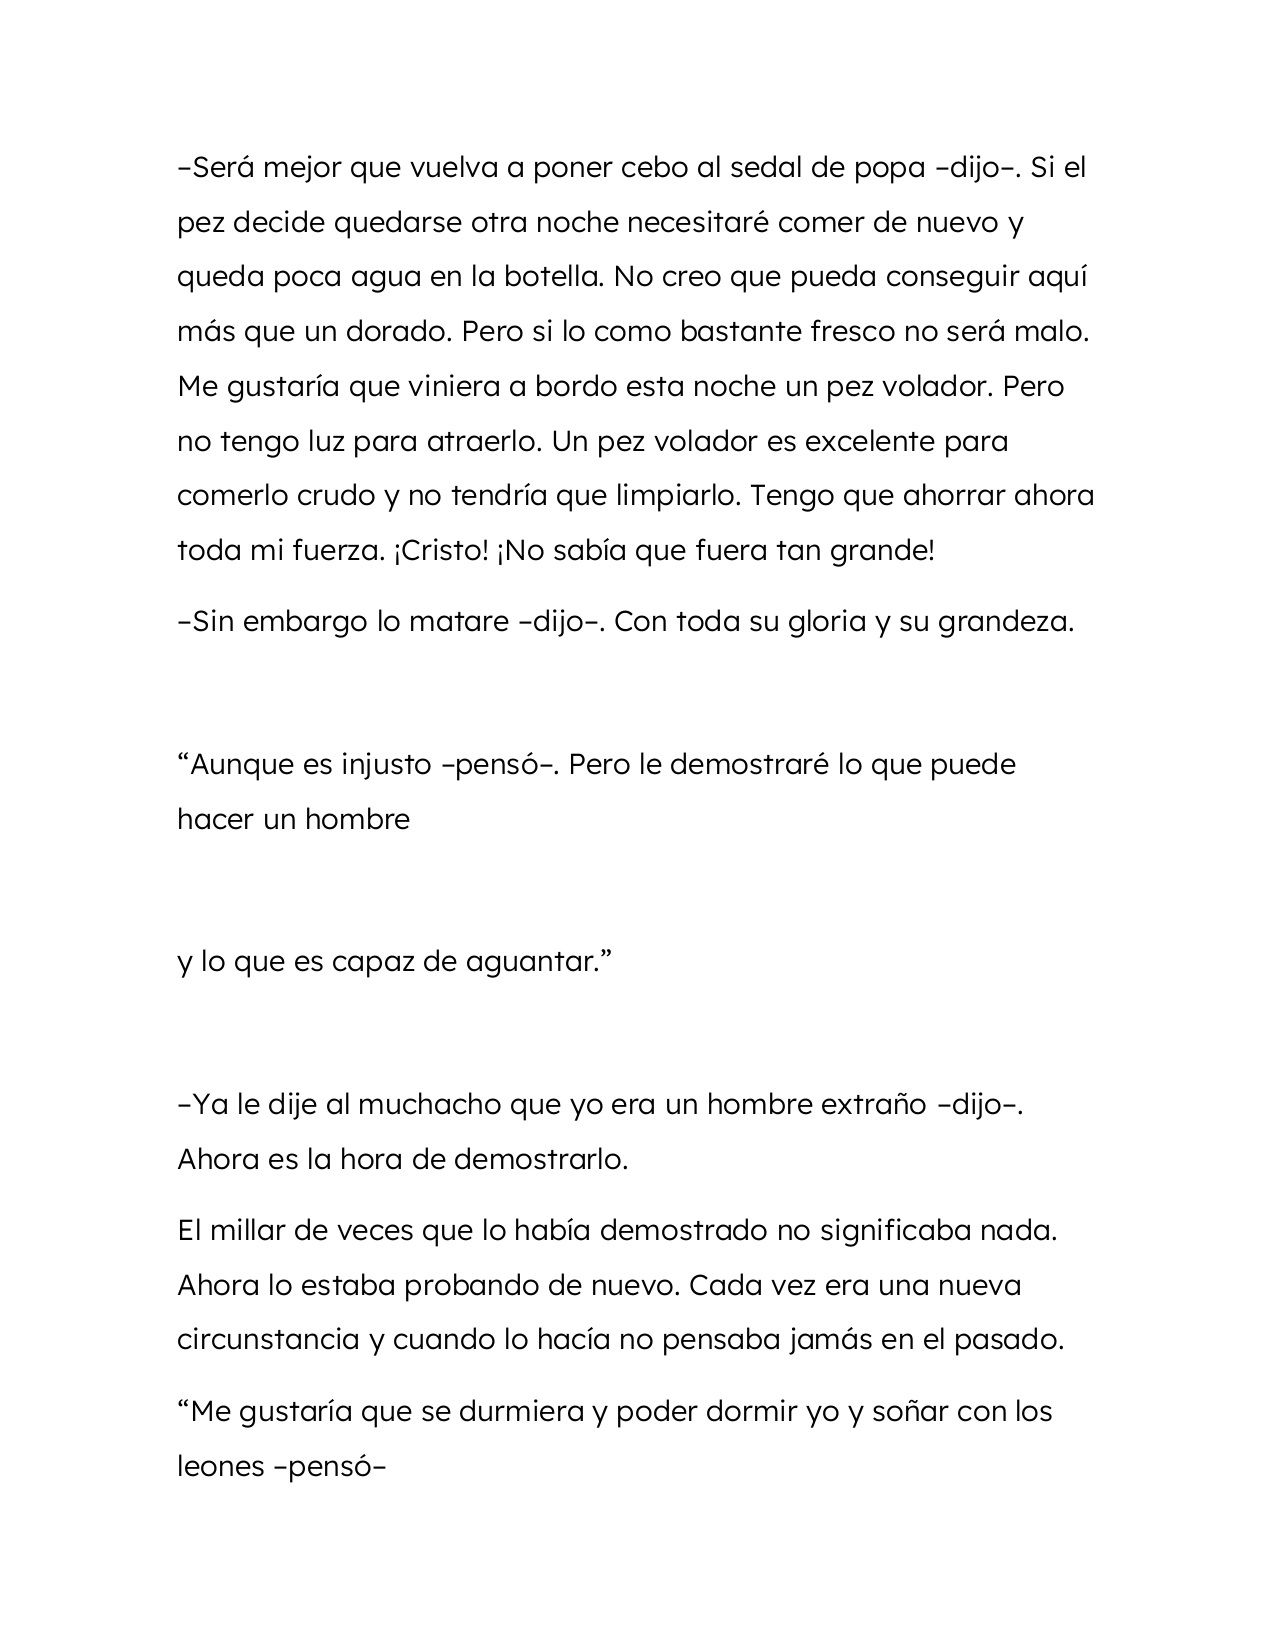 –Será mejor que vuelva a poner cebo al sedal de popa –dijo–. Si el
pez decide quedarse otra noche necesitaré comer de nuevo y
queda poca agua en la botella. No creo que pueda conseguir aquí
más que un dorado. Pero si lo como bastante fresco no será malo.
Me gustaría que viniera a bordo esta noche un pez volador. Pero
no tengo luz para atraerlo. Un pez volador es excelente para
comerlo crudo y no tendría que limpiarlo. Tengo que ahorrar ahora
toda mi fuerza. ¡Cristo! ¡No sabía que fuera tan grande!
–Sin embargo lo matare –dijo–. Con toda su gloria y su grandeza.
“Aunque es injusto –pensó–. Pero le demostraré lo que puede
hacer un hombre
y lo que es capaz de aguantar.”
–Ya le dije al muchacho que yo era un hombre extraño –dijo–.
Ahora es la hora de demostrarlo.
El millar de veces que lo había demostrado no significaba nada.
Ahora lo estaba probando de nuevo. Cada vez era una nueva
circunstancia y cuando lo hacía no pensaba jamás en el pasado.
“Me gustaría que se durmiera y poder dormir yo y soñar con los
leones –pensó–